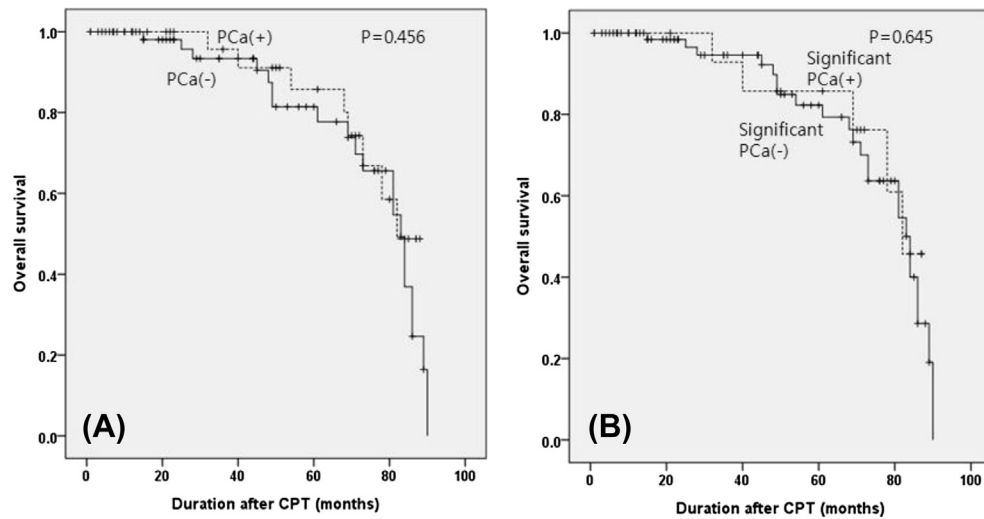 PCa(+)
P=0.456
PCa(-)
Overall survival
1.0
0.8
0.6
0.4
0.2
0.0
(A)
0 20 40 60 80 100
Duration after CPT (months)
P=0.645
Significant
PCa(+)
Significant
PCa(-)
Overall survival
1.0
0.8
0.6
0.4
0.2
0.0
(B)
0 20 40 60 80 100
Duration after CPT (months)